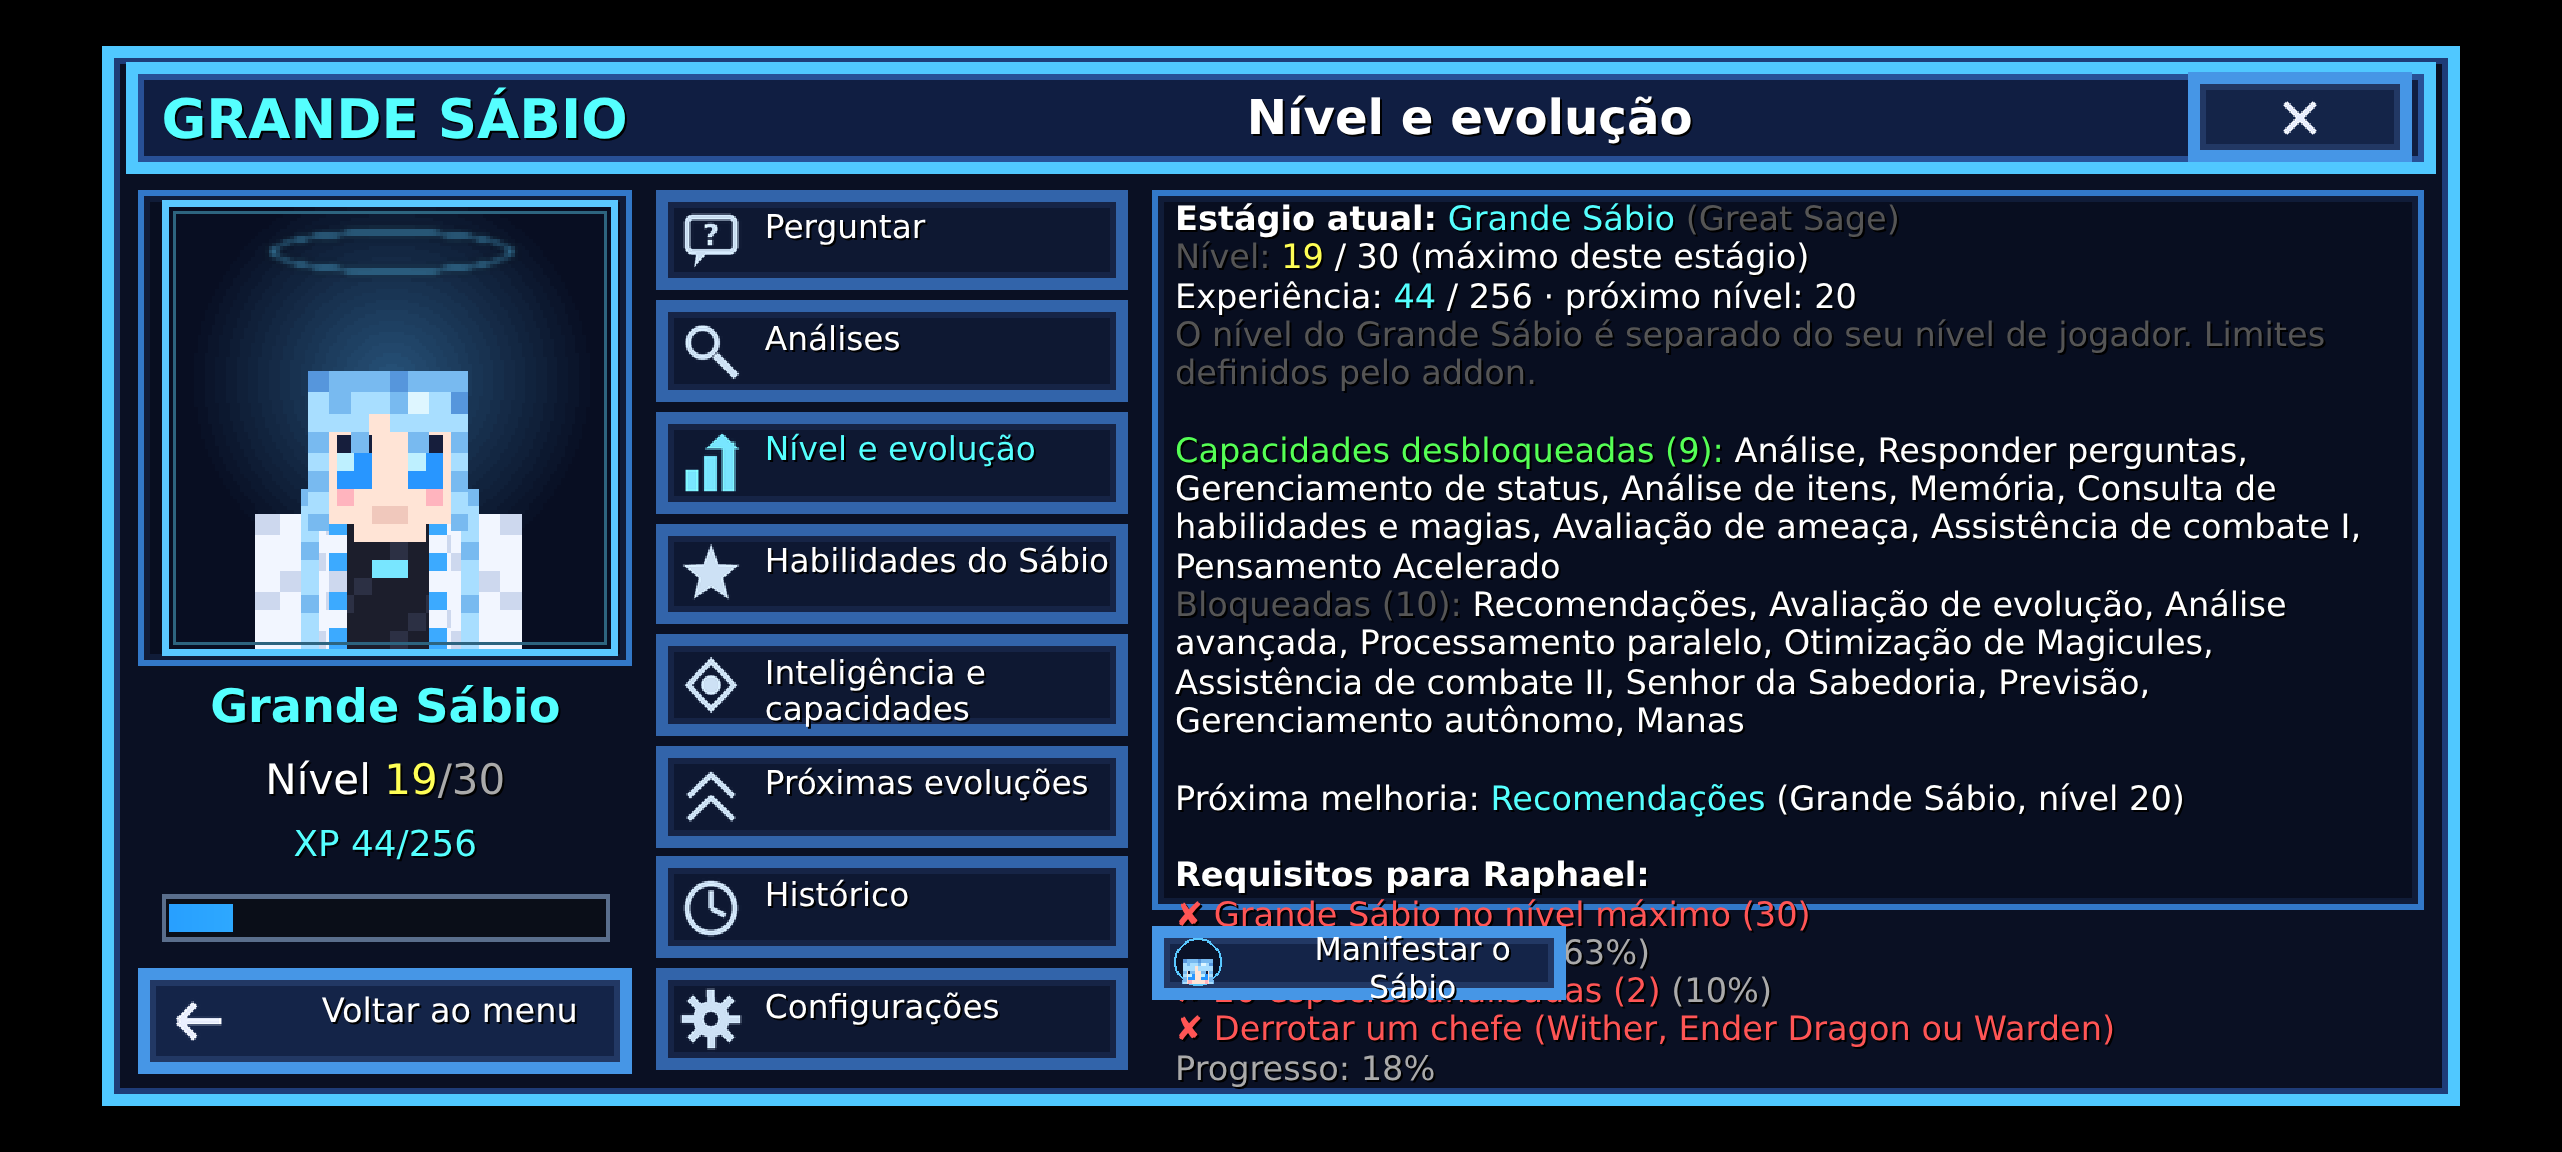 GRANDE SÁBIO
Nível e evolução
Grande Sábio
Nível 19/30
XP 44/256
Voltar ao menu
?
Perguntar
Análises
Nível e evolução
Habilidades do Sábio
Inteligência e
capacidades
Próximas evoluções
Histórico
Configurações
Estágio atual: Grande Sábio (Great Sage)
Nível: 19 / 30 (máximo deste estágio)
Experiência: 44 / 256 · próximo nível: 20
O nível do Grande Sábio é separado do seu nível de jogador. Limites
definidos pelo addon.
Capacidades desbloqueadas (9): Análise, Responder perguntas,
Gerenciamento de status, Análise de itens, Memória, Consulta de
habilidades e magias, Avaliação de ameaça, Assistência de combate I,
Pensamento Acelerado
Bloqueadas (10): Recomendações, Avaliação de evolução, Análise
avançada, Processamento paralelo, Otimização de Magicules,
Assistência de combate II, Senhor da Sabedoria, Previsão,
Gerenciamento autônomo, Manas
Próxima melhoria: Recomendações (Grande Sábio, nível 20)
Requisitos para Raphael:
✘ Grande Sábio no nível máximo (30)
63%)
(2) (10%)
✘ Derrotar um chefe (Wither, Ender Dragon ou Warden)
Progresso: 18%
Manifestar o
Sábio